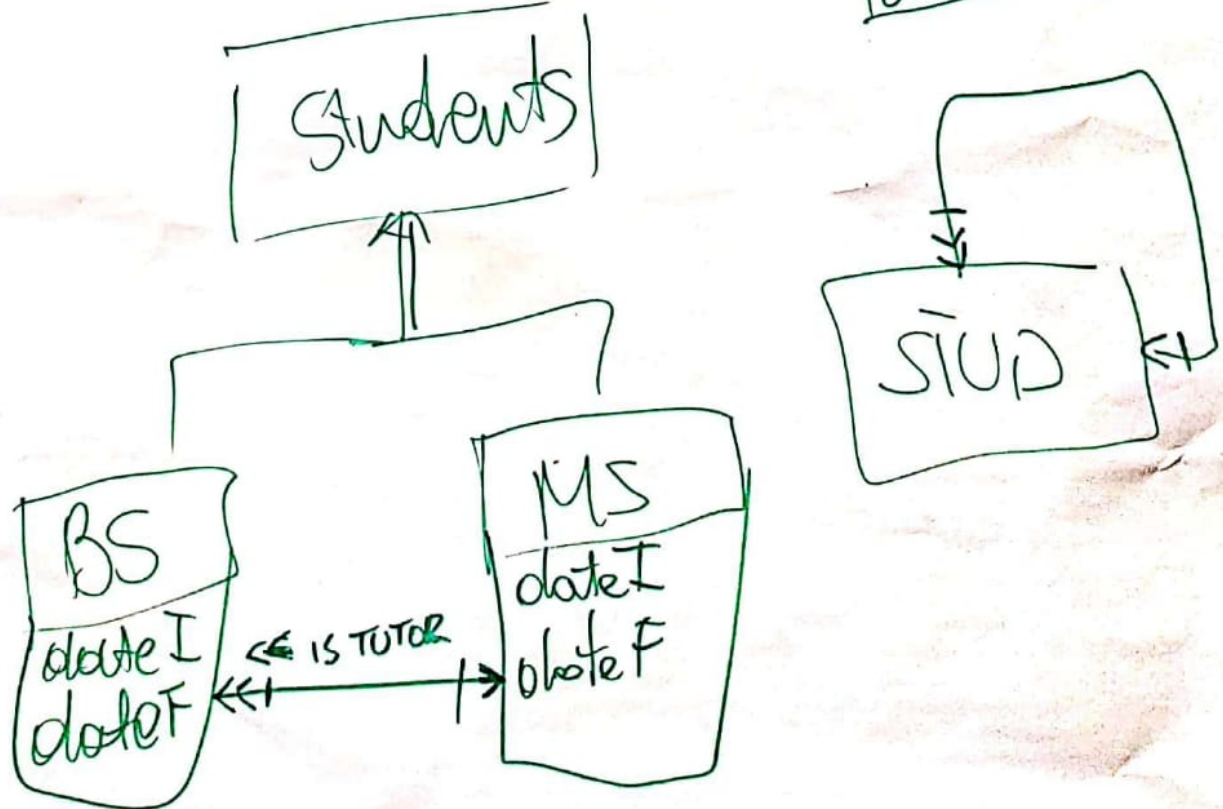 Students
STUD
BS
dateI
dateF
MS
dateI
dateF
<< IS TUTOR